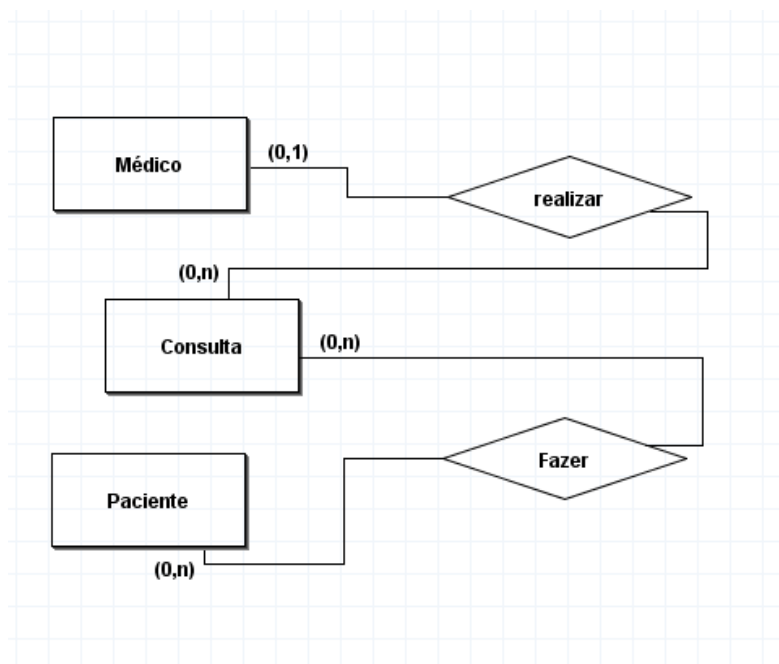 Médico
(0,1)
realizar
(0,n)
Consulta
(0,n)
Fazer
Paciente
(0,n)